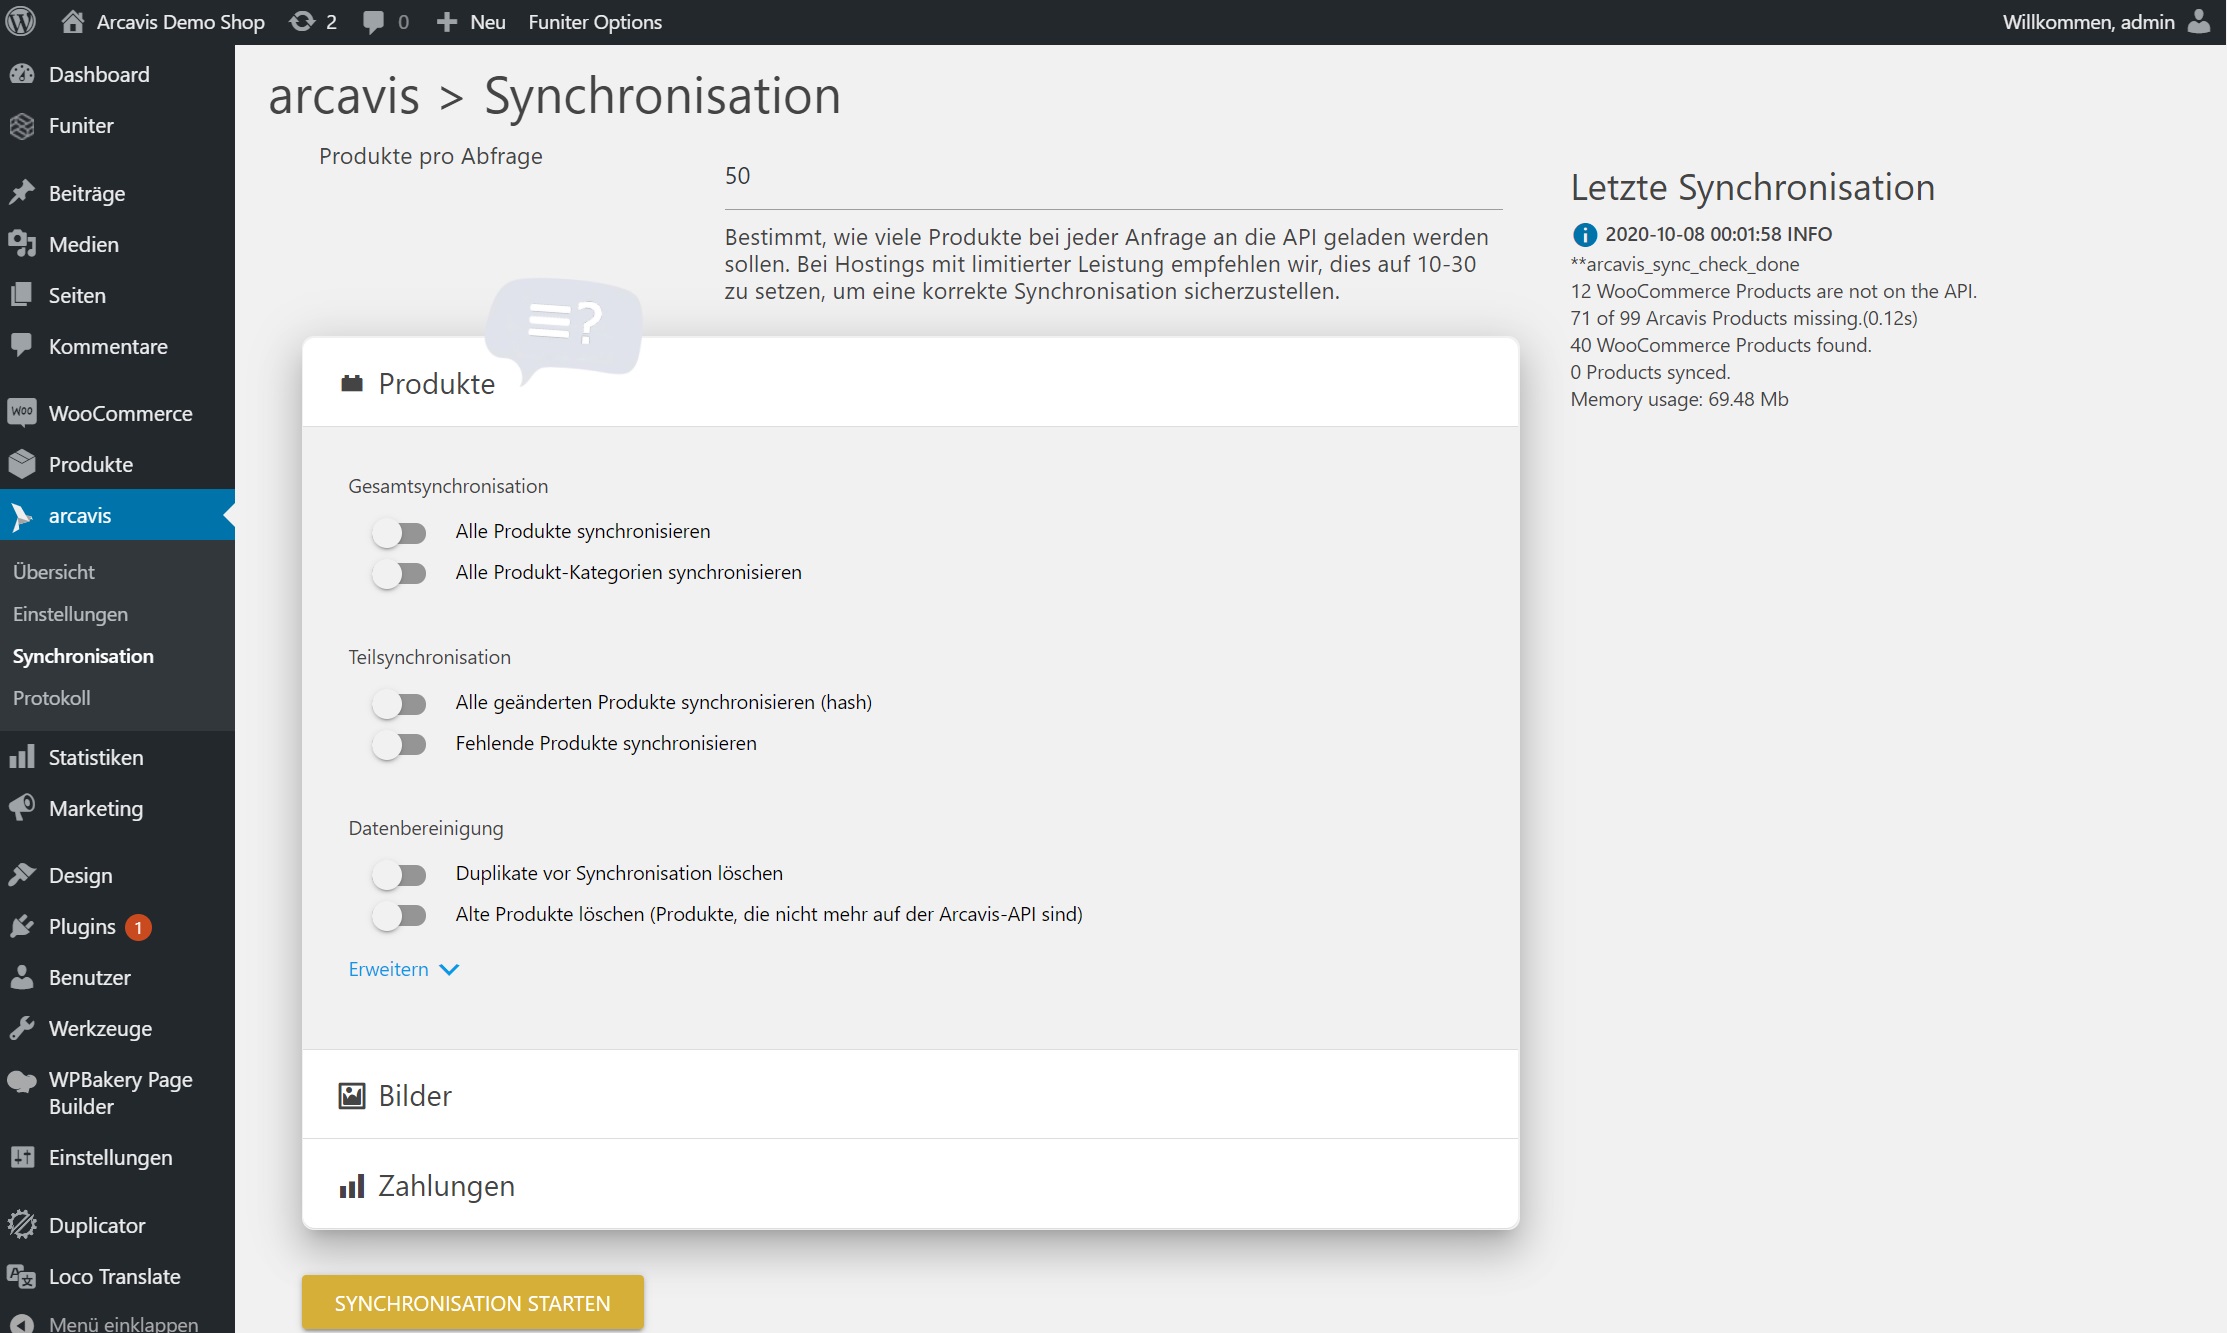 Arcavis Demo Shop 2 0 Neu Funiter Options Willkommen, admin
Dashboard
Funiter
Beiträge
Medien
Seiten
Kommentare
WOO WooCommerce
Produkte
arcavis
Übersicht
Einstellungen
Synchronisation
Protokoll
Statistiken
Marketing
Design
Plugins 1
Benutzer
Werkzeuge
WPBakery Page
Builder
Einstellungen
Duplicator
Loco Translate
Menü einklappen
arcavis > Synchronisation
Produkte pro Abfrage
50
Bestimmt, wie viele Produkte bei jeder Anfrage an die API geladen werden
sollen. Bei Hostings mit limitierter Leistung empfehlen wir, dies auf 10-30
zu setzen, um eine korrekte Synchronisation sicherzustellen.
?
Produkte
Gesamtsynchronisation
Alle Produkte synchronisieren
Alle Produkt-Kategorien synchronisieren
Teilsynchronisation
Alle geänderten Produkte synchronisieren (hash)
Fehlende Produkte synchronisieren
Datenbereinigung
Duplikate vor Synchronisation löschen
Alte Produkte löschen (Produkte, die nicht mehr auf der Arcavis-API sind)
Erweitern
Bilder
Zahlungen
SYNCHRONISATION STARTEN
Letzte Synchronisation
2020-10-08 00:01:58 INFO
**arcavis_sync_check_done
12 WooCommerce Products are not on the API.
71 of 99 Arcavis Products missing.(0.12s)
40 WooCommerce Products found.
0 Products synced.
Memory usage: 69.48 Mb